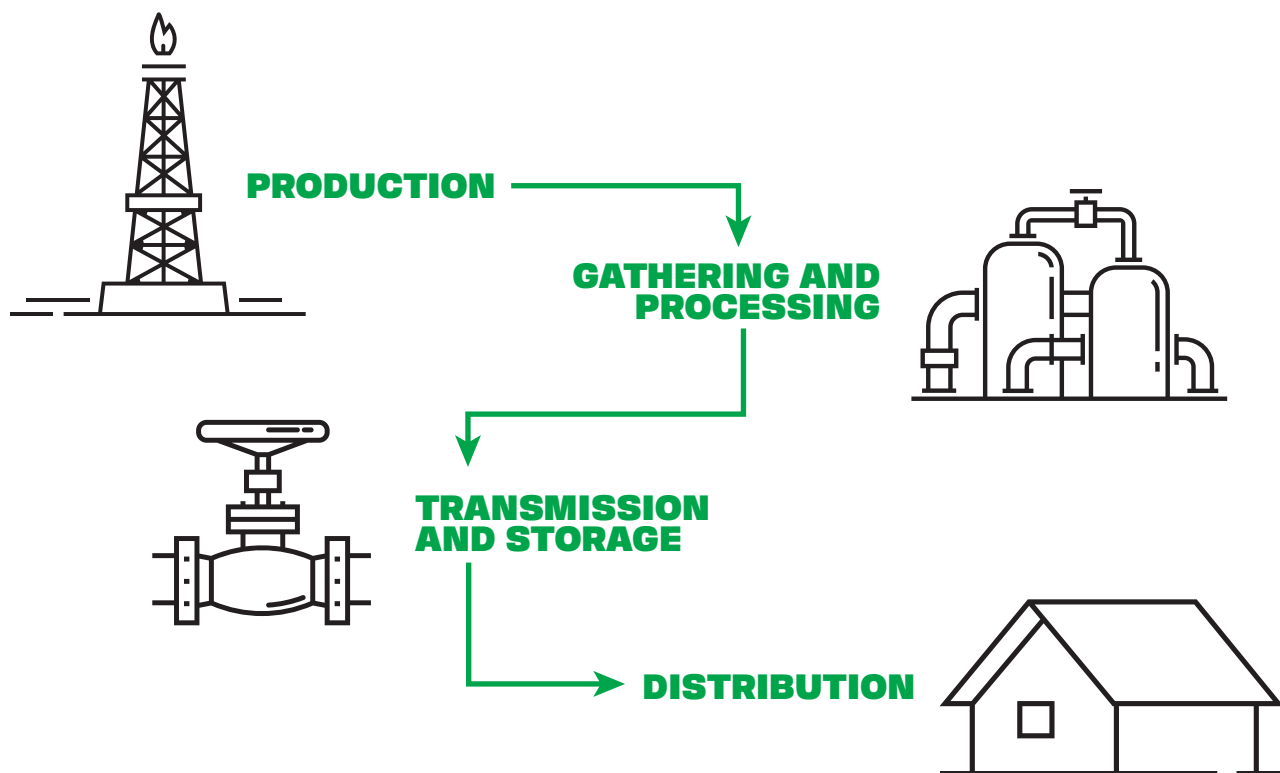 PRODUCTION
GATHERING AND
PROCESSING
TRANSMISSION
AND STORAGE
DISTRIBUTION